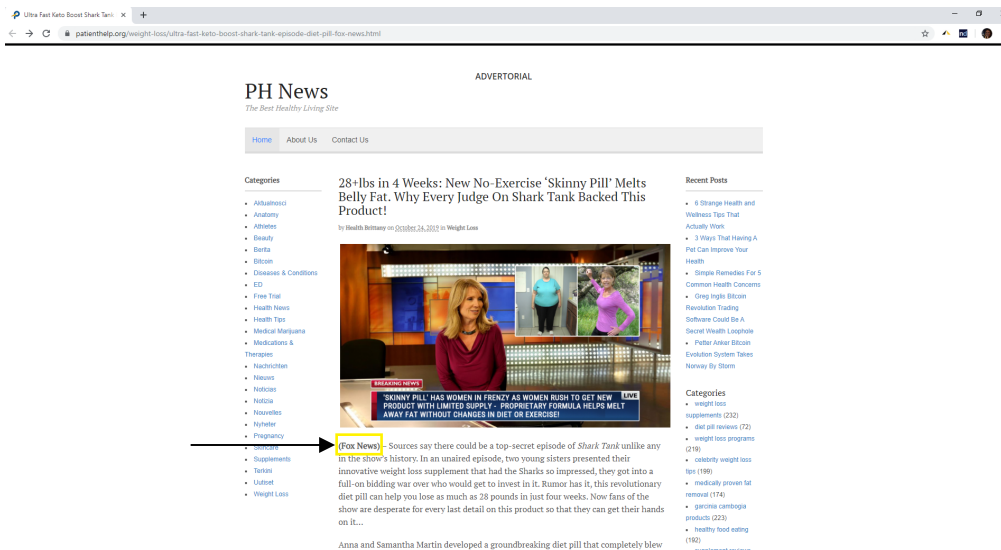 Ultra Fast Keto Boost Shark Tank
patienthelp.org/weight-loss/ultra-fast-keto-boost-shark-tank-episode-diet-pill-fox-news.html
ADVERTORIAL
PH News
The Best Healthy Living Site
Home About Us Contact Us
Categories
Aktualnosci
Anatomy
Athletes
Beauty
Berita
Bitcoin
Diseases & Conditions
ED
Free Trial
Health News
Health Tips
Medical Marijuana
Medications &
Therapies
Nachrichten
Nieuws
Noticias
Notizia
Nouvelles
Nyheter
Pregnancy
Skincare
Supplements
Terkini
Uutiset
Weight Loss
28+lbs in 4 Weeks: New No-Exercise ‘Skinny Pill’ Melts
Belly Fat. Why Every Judge On Shark Tank Backed This
Product!
by Health Brittany on October 24, 2019 in Weight Loss
BREAKING NEWS
LIVE
'SKINNY PILL' HAS WOMEN IN FRENZY AS WOMEN RUSH TO GET NEW
PRODUCT WITH LIMITED SUPPLY - PROPRIETARY FORMULA HELPS MELT
AWAY FAT WITHOUT CHANGES IN DIET OR EXERCISE!
(Fox News) – Sources say there could be a top-secret episode of Shark Tank unlike any
in the show's history. In an unaired episode, two young sisters presented their
innovative weight loss supplement that had the Sharks so impressed, they got into a
full-on bidding war over who would get to invest in it. Rumor has it, this revolutionary
diet pill can help you lose as much as 28 pounds in just four weeks. Now fans of the
show are desperate for every last detail on this product so that they can get their hands
on it…
Anna and Samantha Martin developed a groundbreaking diet pill that completely blew
Recent Posts
6 Strange Health and
Wellness Tips That
Actually Work
3 Ways That Having A
Pet Can Improve Your
Health
Simple Remedies For 5
Common Health Concerns
Greg Inglis Bitcoin
Revolution Trading
Software Could Be A
Secret Wealth Loophole
Petter Anker Bitcoin
Evolution System Takes
Norway By Storm
Categories
weight loss
supplements (232)
diet pill reviews (72)
weight loss programs
(219)
celebrity weight loss
tips (199)
medically proven fat
removal (174)
garcinia cambogia
products (223)
healthy food eating
(192)